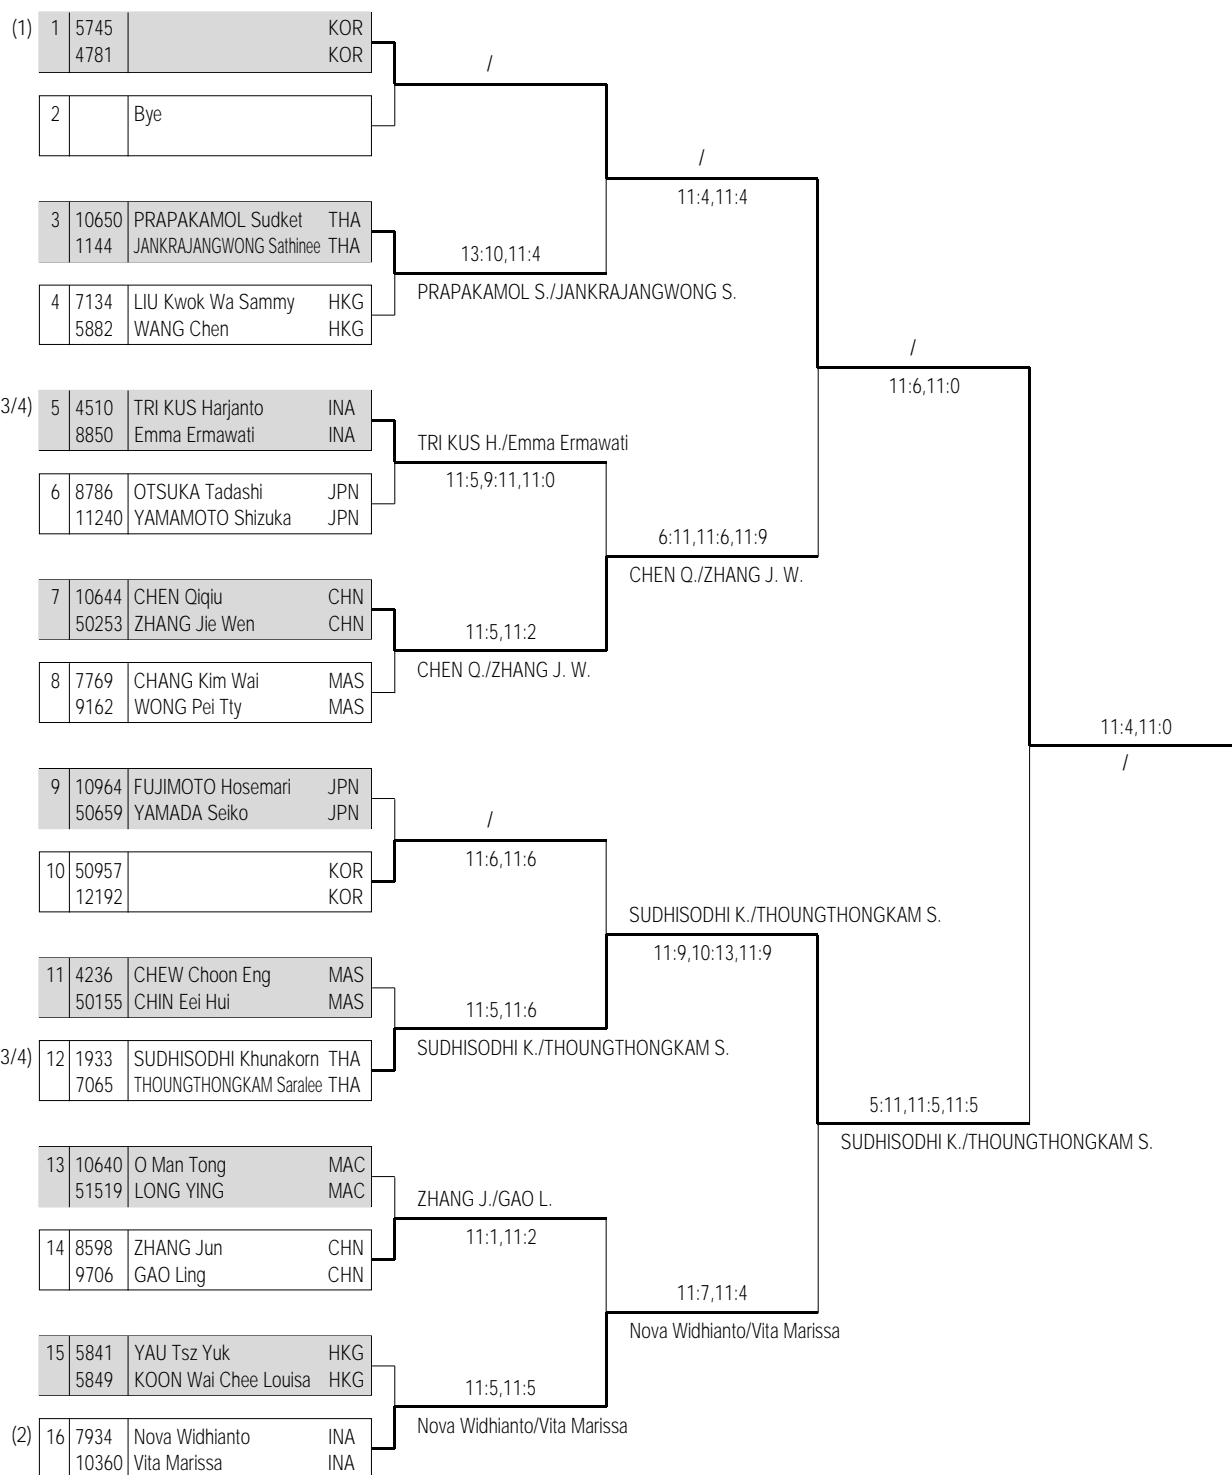 (1) 1 5745 KOR
4781 KOR
/
2 Bye
/
11:4,11:4
3 10650 PRAPAKAMOL Sudket THA
1144 JANKRAJANGWONG Sathinee THA
13:10,11:4
PRAPAKAMOL S./JANKRAJANGWONG S.
4 7134 LIU Kwok Wa Sammy HKG
5882 WANG Chen HKG
/
11:6,11:0
3/4) 5 4510 TRI KUS Harjanto INA
8850 Emma Ermawati INA
TRI KUS H./Emma Ermawati
11:5,9:11,11:0
6 8786 OTSUKA Tadashi JPN
11240 YAMAMOTO Shizuka JPN
6:11,11:6,11:9
CHEN Q./ZHANG J. W.
7 10644 CHEN Qiqiu CHN
50253 ZHANG Jie Wen CHN
11:5,11:2
CHEN Q./ZHANG J. W.
8 7769 CHANG Kim Wai MAS
9162 WONG Pei Tty MAS
11:4,11:0
/
9 10964 FUJIMOTO Hosemari JPN
50659 YAMADA Seiko JPN
/
11:6,11:6
10 50957 KOR
12192 KOR
SUDHISODHI K./THOUNGTHONGKAM S.
11:9,10:13,11:9
11 4236 CHEW Choon Eng MAS
50155 CHIN Eei Hui MAS
11:5,11:6
SUDHISODHI K./THOUNGTHONGKAM S.
3/4) 12 1933 SUDHISODHI Khunakorn THA
7065 THOUNGTHONGKAM Saralee THA
5:11,11:5,11:5
SUDHISODHI K./THOUNGTHONGKAM S.
13 10640 O Man Tong MAC
51519 LONG YING MAC
ZHANG J./GAO L.
11:1,11:2
14 8598 ZHANG Jun CHN
9706 GAO Ling CHN
11:7,11:4
Nova Widhianto/Vita Marissa
15 5841 YAU Tsz Yuk HKG
5849 KOON Wai Chee Louisa HKG
11:5,11:5
Nova Widhianto/Vita Marissa
(2) 16 7934 Nova Widhianto INA
10360 Vita Marissa INA